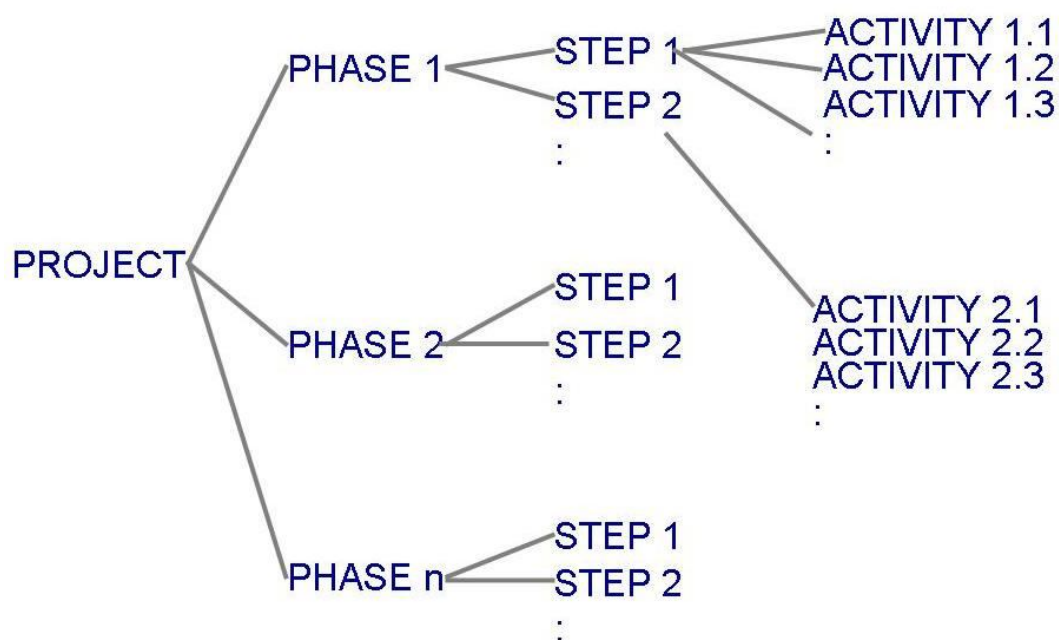 PROJECT
PHASE 1
STEP 1
ACTIVITY 1.1
ACTIVITY 1.2
ACTIVITY 1.3
:
STEP 2
:
ACTIVITY 2.1
ACTIVITY 2.2
ACTIVITY 2.3
:
PHASE 2
STEP 1
STEP 2
:
PHASE n
STEP 1
STEP 2
: